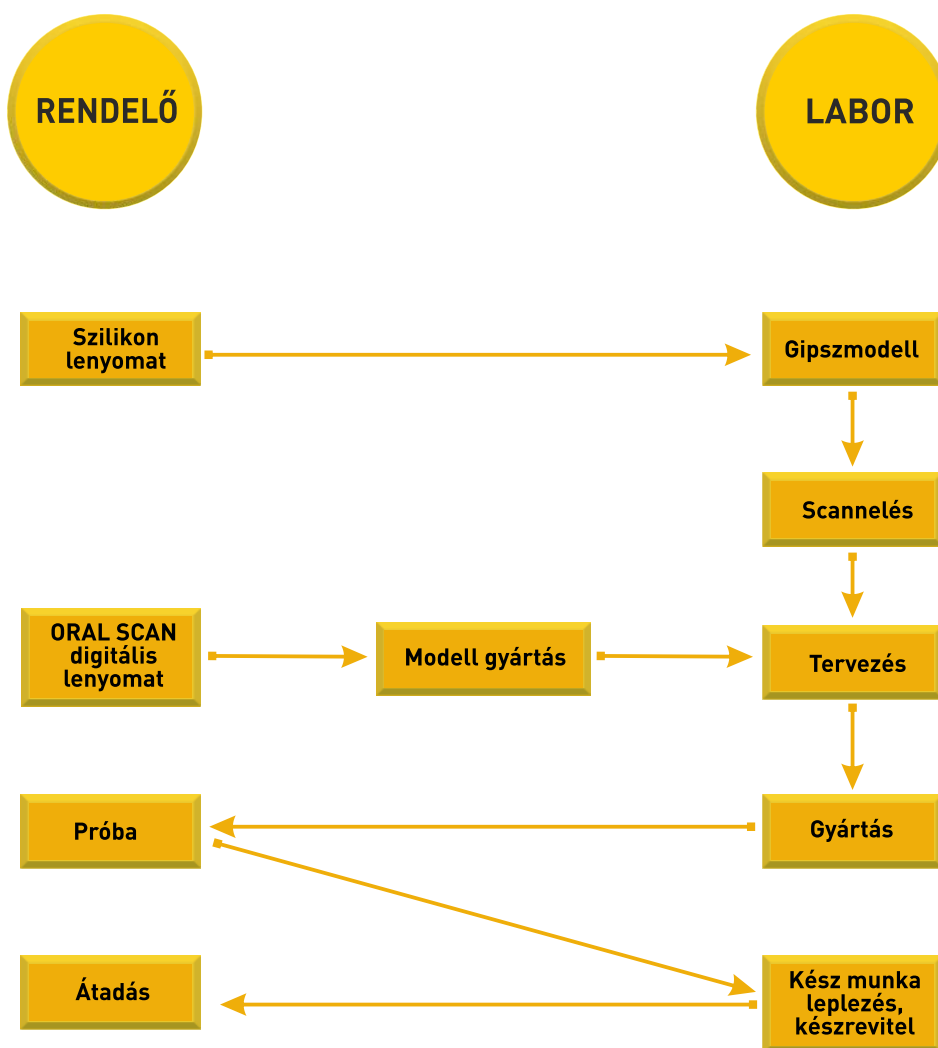 RENDELŐ
LABOR
Szilikon
lenyomat
Gipszmodell
Scannelés
ORAL SCAN
digitális
lenyomat
Modell gyártás
Tervezés
Próba
Gyártás
Átadás
Kész munka
leplezés,
készrevitel